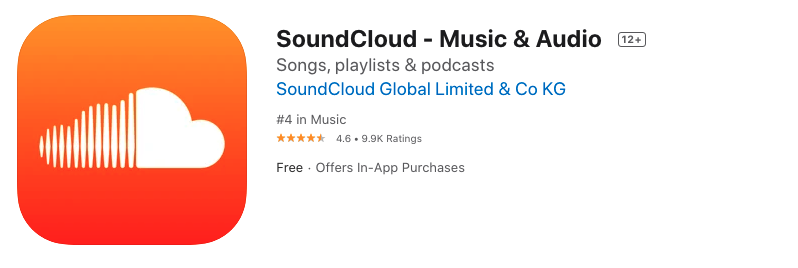 SoundCloud - Music & Audio 12+
Songs, playlists & podcasts
SoundCloud Global Limited & Co KG
#4 in Music
4.6 • 9.9K Ratings
Free · Offers In-App Purchases